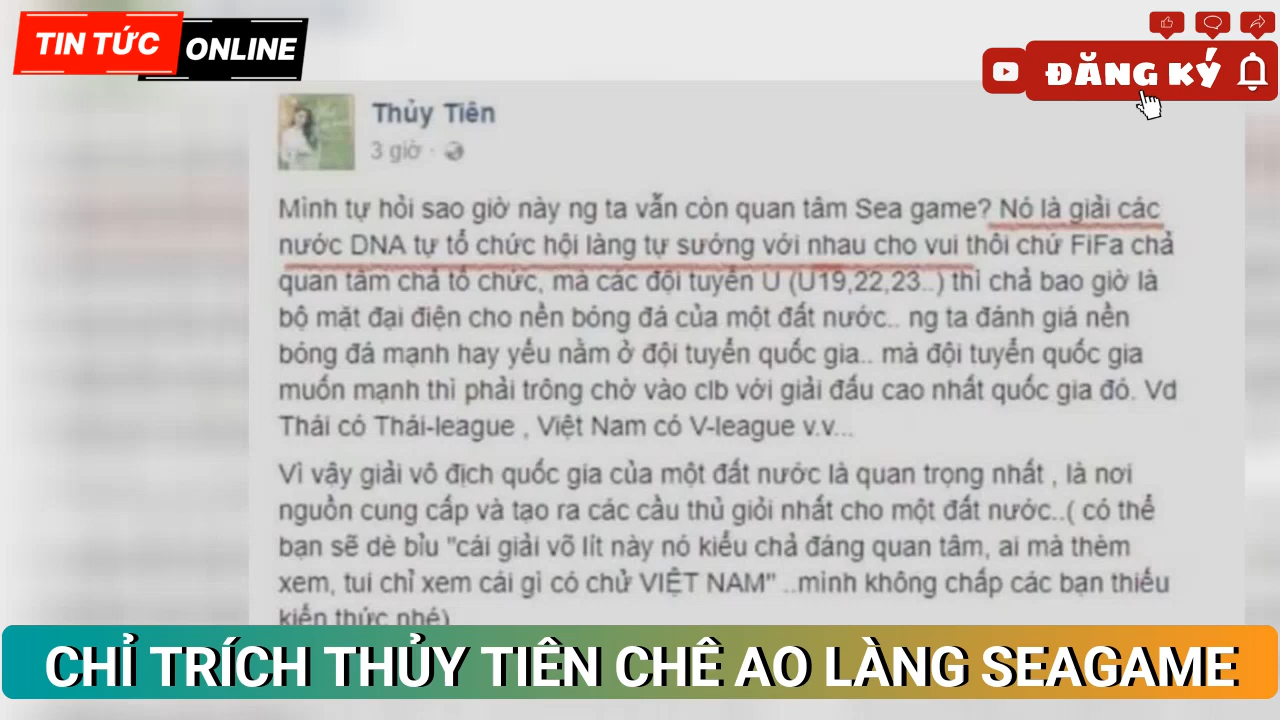 TIN TỨC
ONLINE
ĐĂNG KÝ
Thủy Tiên
3 giờ ·
Mình tự hỏi sao giờ này ng ta vẫn còn quan tâm Sea game? Nó là giải các
nước DNA tự tổ chức hội làng tự sướng với nhau cho vui thôi chứ FiFa chả
quan tâm chả tổ chức, mà các đội tuyển U (U19,22,23..) thì chả bao giờ là
bộ mặt đại điện cho nền bóng đá của một đất nước.. ng ta đánh giá nền
bóng đá mạnh hay yếu nằm ở đội tuyển quốc gia.. mà đội tuyển quốc gia
muốn mạnh thì phải trông chờ vào clb với giải đấu cao nhất quốc gia đó. Vd
Thái có Thái-league , Việt Nam có V-league v.v...
Vì vậy giải vô địch quốc gia của một đất nước là quan trọng nhất , là nơi
nguồn cung cấp và tạo ra các cầu thủ giỏi nhất cho một đất nước..( có thể
bạn sẽ dè bỉu "cái giải võ lít này nó kiểu chả đáng quan tâm, ai mà thèm
xem, tui chỉ xem cái gì có chử VIỆT NAM" ..mình không chấp các bạn thiếu
kiến thức nhé)
CHỈ TRÍCH THỦY TIÊN CHÊ AO LÀNG SEAGAME